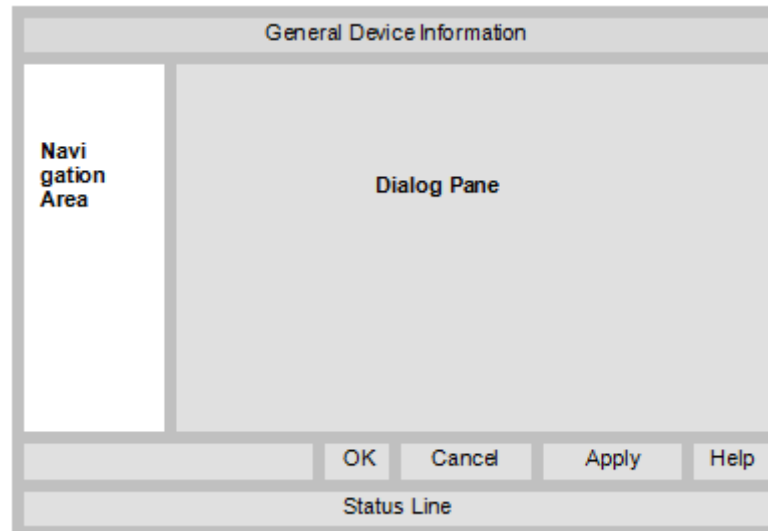 General Device Information
Navi
gation
Area
Dialog Pane
OK Cancel Apply Help
Status Line